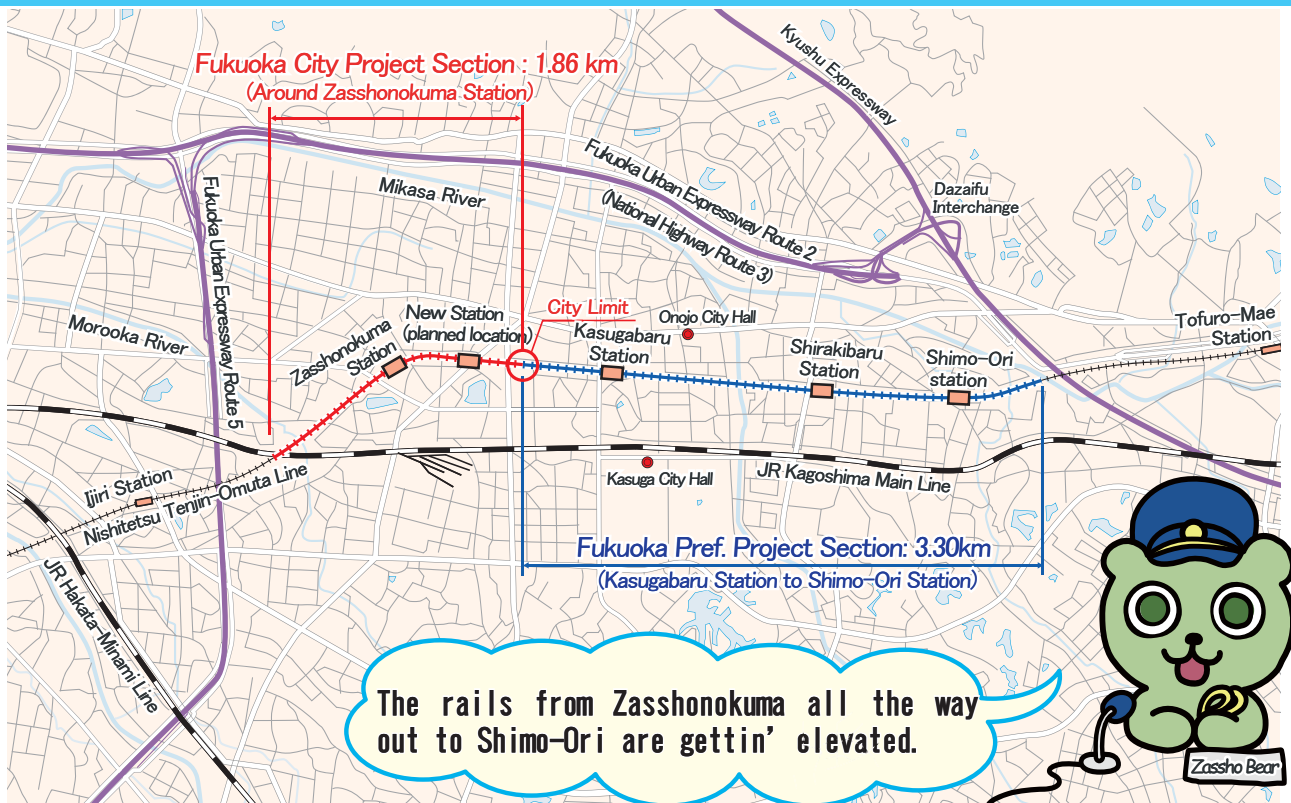 Fukuoka City Project Section : 1.86 km
(Around Zasshonokuma Station)
Kyushu Expressway
Fukuoka Urban Expressway Route 2
(National Highway Route 3)
Dazaifu
Interchange
Mikasa River
Fukuoka Urban Expressway Route 5
Morooka River
Zasshonokuma
Station
New Station
(planned location)
City Limit
Kasugabaru
Station
Onojo City Hall
Shirakibaru
Station
Shimo-Ori
station
Tofuro-Mae
Station
Ijiri Station
Nishitetsu Tenjin-Omuta Line
Kasuga City Hall
JR Kagoshima Main Line
JR Hakata-Minami Line
Fukuoka Pref. Project Section: 3.30km
(Kasugabaru Station to Shimo-Ori Station)
The rails from Zasshonokuma all the way
out to Shimo-Ori are gettin' elevated.
Zassho Bear